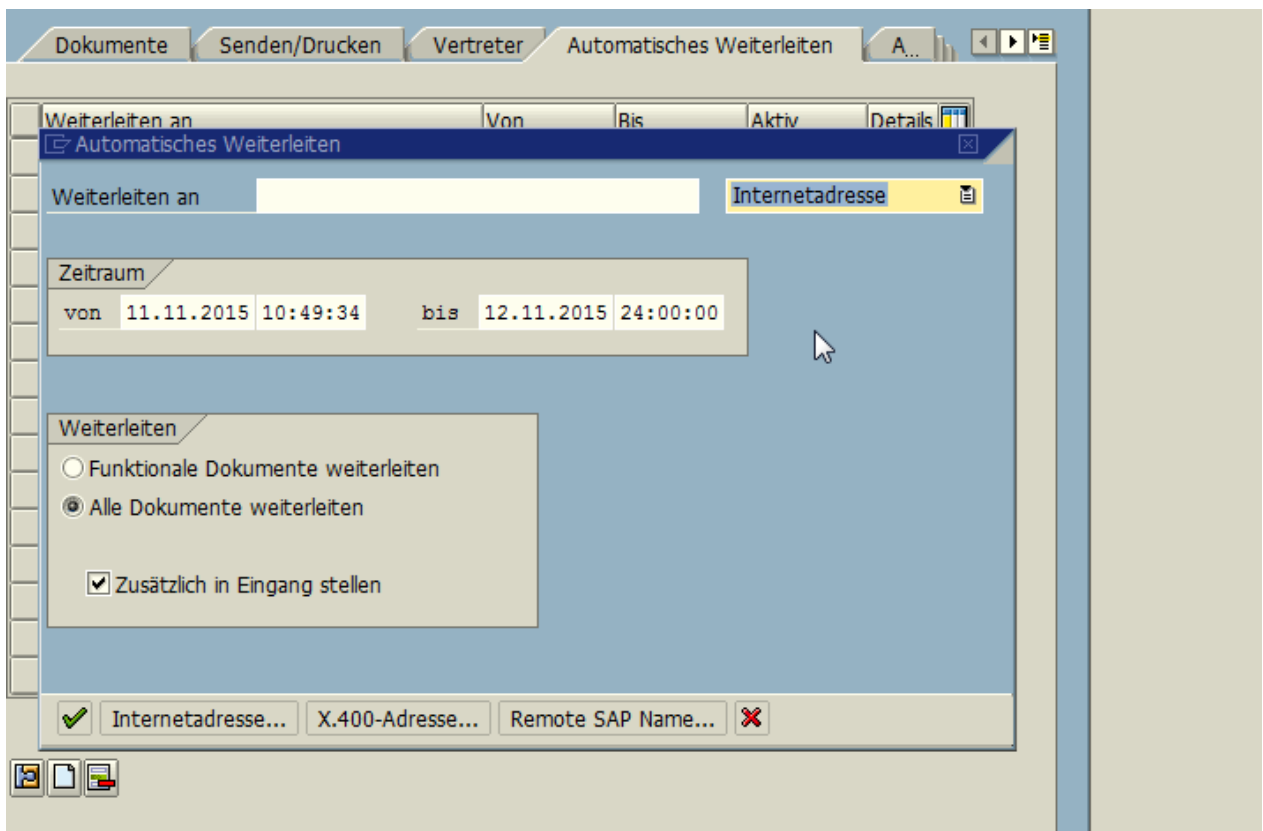 Dokumente Senden/Drucken Vertreter Automatisches Weiterleiten A...
Weiterleiten an Von Bis Aktiv Details
Automatisches Weiterleiten
Weiterleiten an Internetadresse
Zeitraum
von 11.11.2015 10:49:34 bis 12.11.2015 24:00:00
Weiterleiten
Funktionale Dokumente weiterleiten
Alle Dokumente weiterleiten
Zusätzlich in Eingang stellen
Internetadresse... X.400-Adresse... Remote SAP Name...